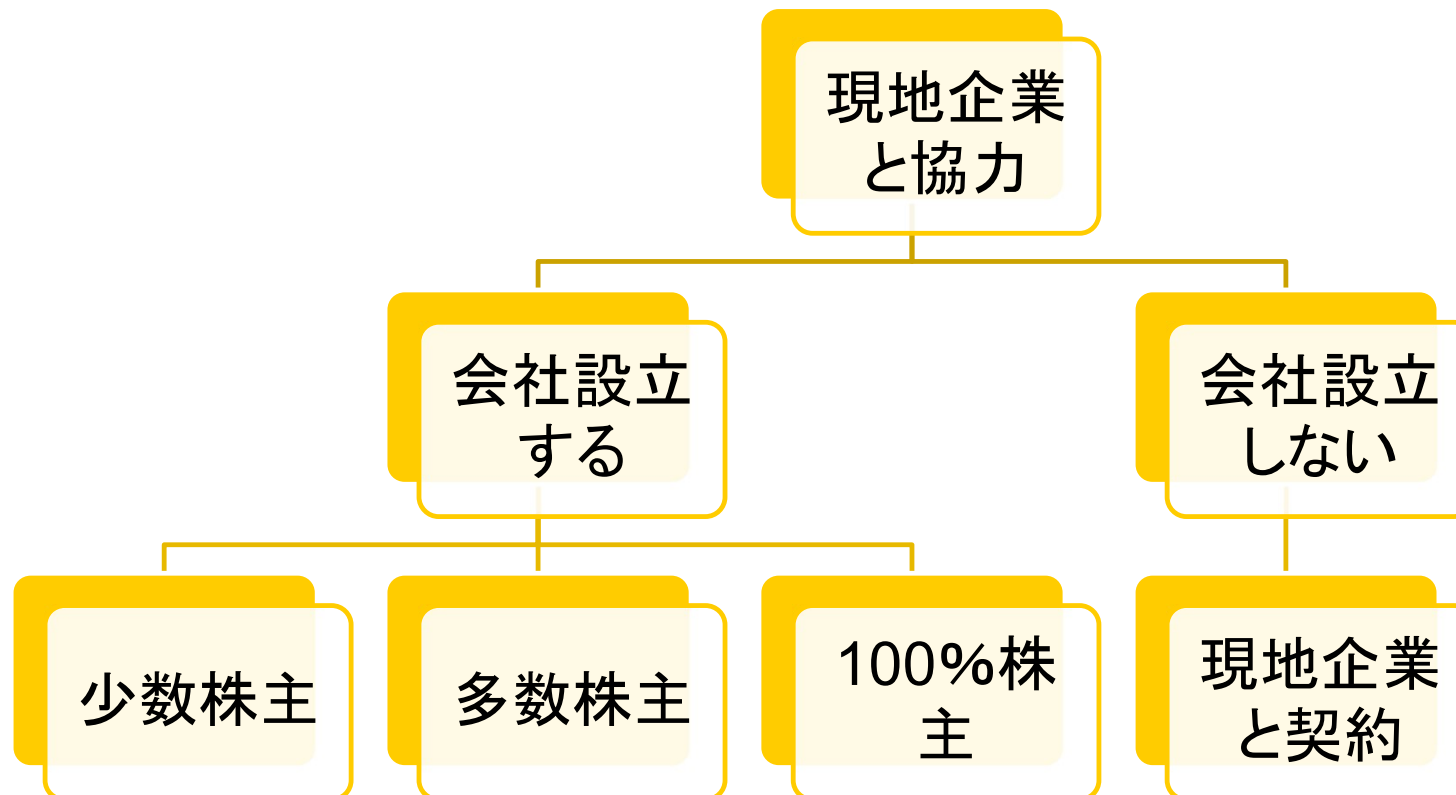 現地企業
と協力
会社設立
する
会社設立
しない
少数株主
多数株主
100%株
主
現地企業
と契約